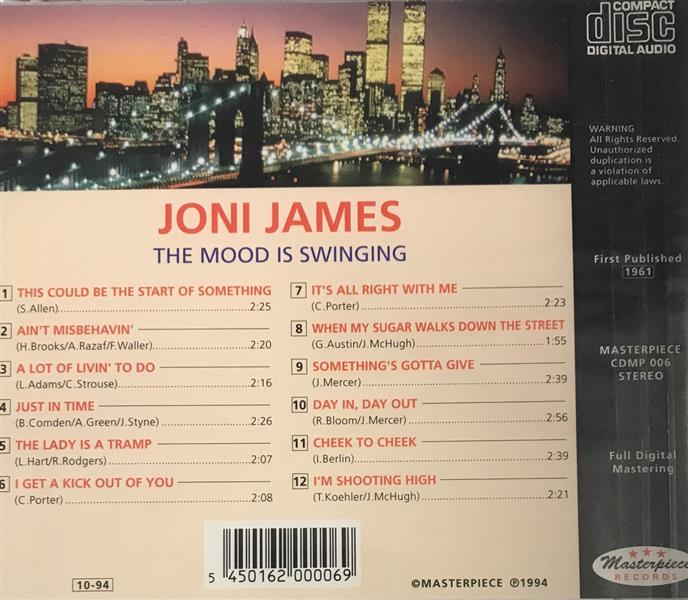 COMPACT
disc
DIGITAL AUDIO
WARNING
All Rights Reserved.
Unauthorized
duplication is
a violation of
applicable laws.
JONI JAMES
THE MOOD IS SWINGING
1 THIS COULD BE THE START OF SOMETHING
(S.Allen) 2:25
2 AIN'T MISBEHAVIN'
(H.Brooks/A.Razaf/F.Waller) 2:20
3 A LOT OF LIVIN' TO DO
(L.Adams/C.Strouse) 2:16
4 JUST IN TIME
(B.Comden/A.Green/J.Styne) 2:26
5 THE LADY IS A TRAMP
(L.Hart/R.Rodgers) 2:07
6 I GET A KICK OUT OF YOU
(C.Porter) 2:08
7 IT'S ALL RIGHT WITH ME
(C.Porter) 2:23
8 WHEN MY SUGAR WALKS DOWN THE STREET
(G.Austin/J.McHugh) 1:55
9 SOMETHING'S GOTTA GIVE
(J.Mercer) 2:39
10 DAY IN, DAY OUT
(R.Bloom/J.Mercer) 2:56
11 CHEEK TO CHEEK
(I.Berlin) 2:39
12 I'M SHOOTING HIGH
(T.Koehler/J.McHugh) 2:21
First Published
1961
MASTERPIECE
CDMP 006
STEREO
Full Digital
Mastering
10-94
5 450162 000069
©MASTERPIECE ℗1994
Masterpiece
RECORDS